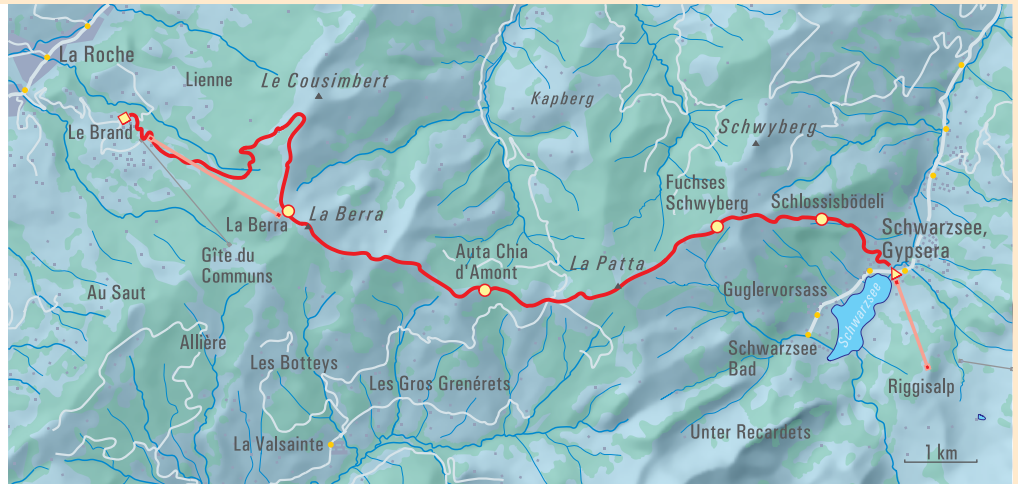 La Roche
Lienne
Le Cousimbert
Kapberg
Le Brand
Schwyberg
Fuchses
Schwyberg
Schlossisbödeli
La Berra
La Berra
Schwarzsee,
Gypsera
Gîte du
Communs
Auta Chia
d'Amont
La Patta
Au Saut
Guglervorsass
Schwarzsee
Allière
Les Botteys
Schwarzsee
Bad
Les Gros Grenérets
Riggisalp
La Valsainte
Unter Recardets
1 km